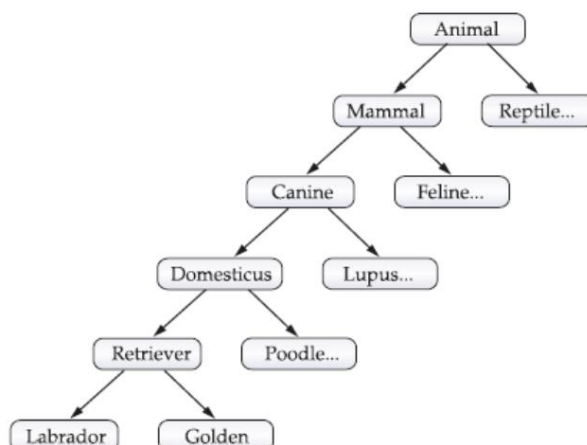 Animal
Mammal
Reptile...
Canine
Feline...
Domesticus
Lupus...
Retriever
Poodle...
Labrador
Golden